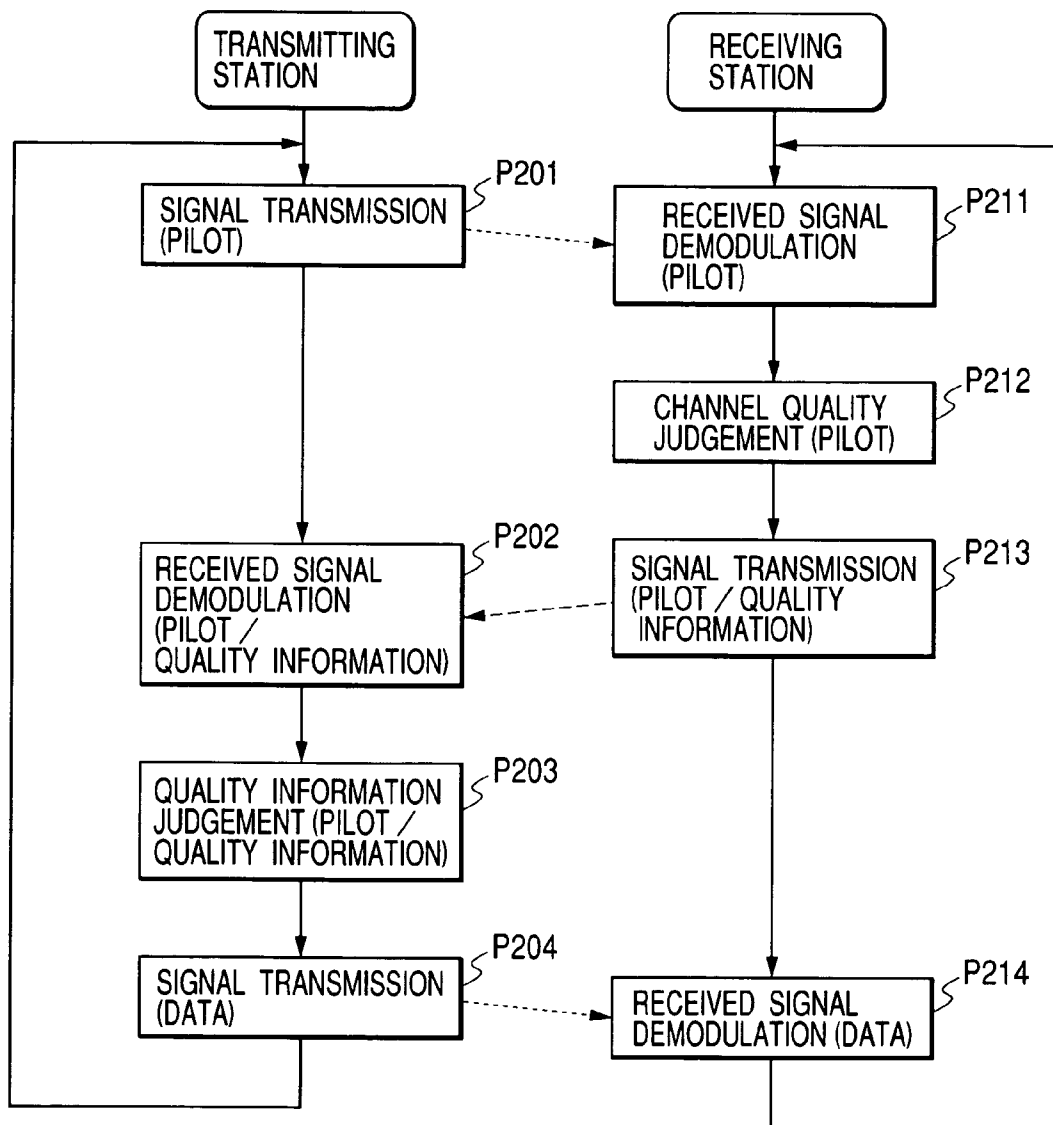 TRANSMITTING
STATION
RECEIVING
STATION
P201
SIGNAL TRANSMISSION
(PILOT)
P211
RECEIVED SIGNAL
DEMODULATION
(PILOT)
P212
CHANNEL QUALITY
JUDGEMENT (PILOT)
P202
RECEIVED SIGNAL
DEMODULATION
(PILOT /
QUALITY INFORMATION)
P213
SIGNAL TRANSMISSION
(PILOT / QUALITY
INFORMATION)
P203
QUALITY INFORMATION
JUDGEMENT (PILOT /
QUALITY INFORMATION)
P204
SIGNAL TRANSMISSION
(DATA)
P214
RECEIVED SIGNAL
DEMODULATION (DATA)